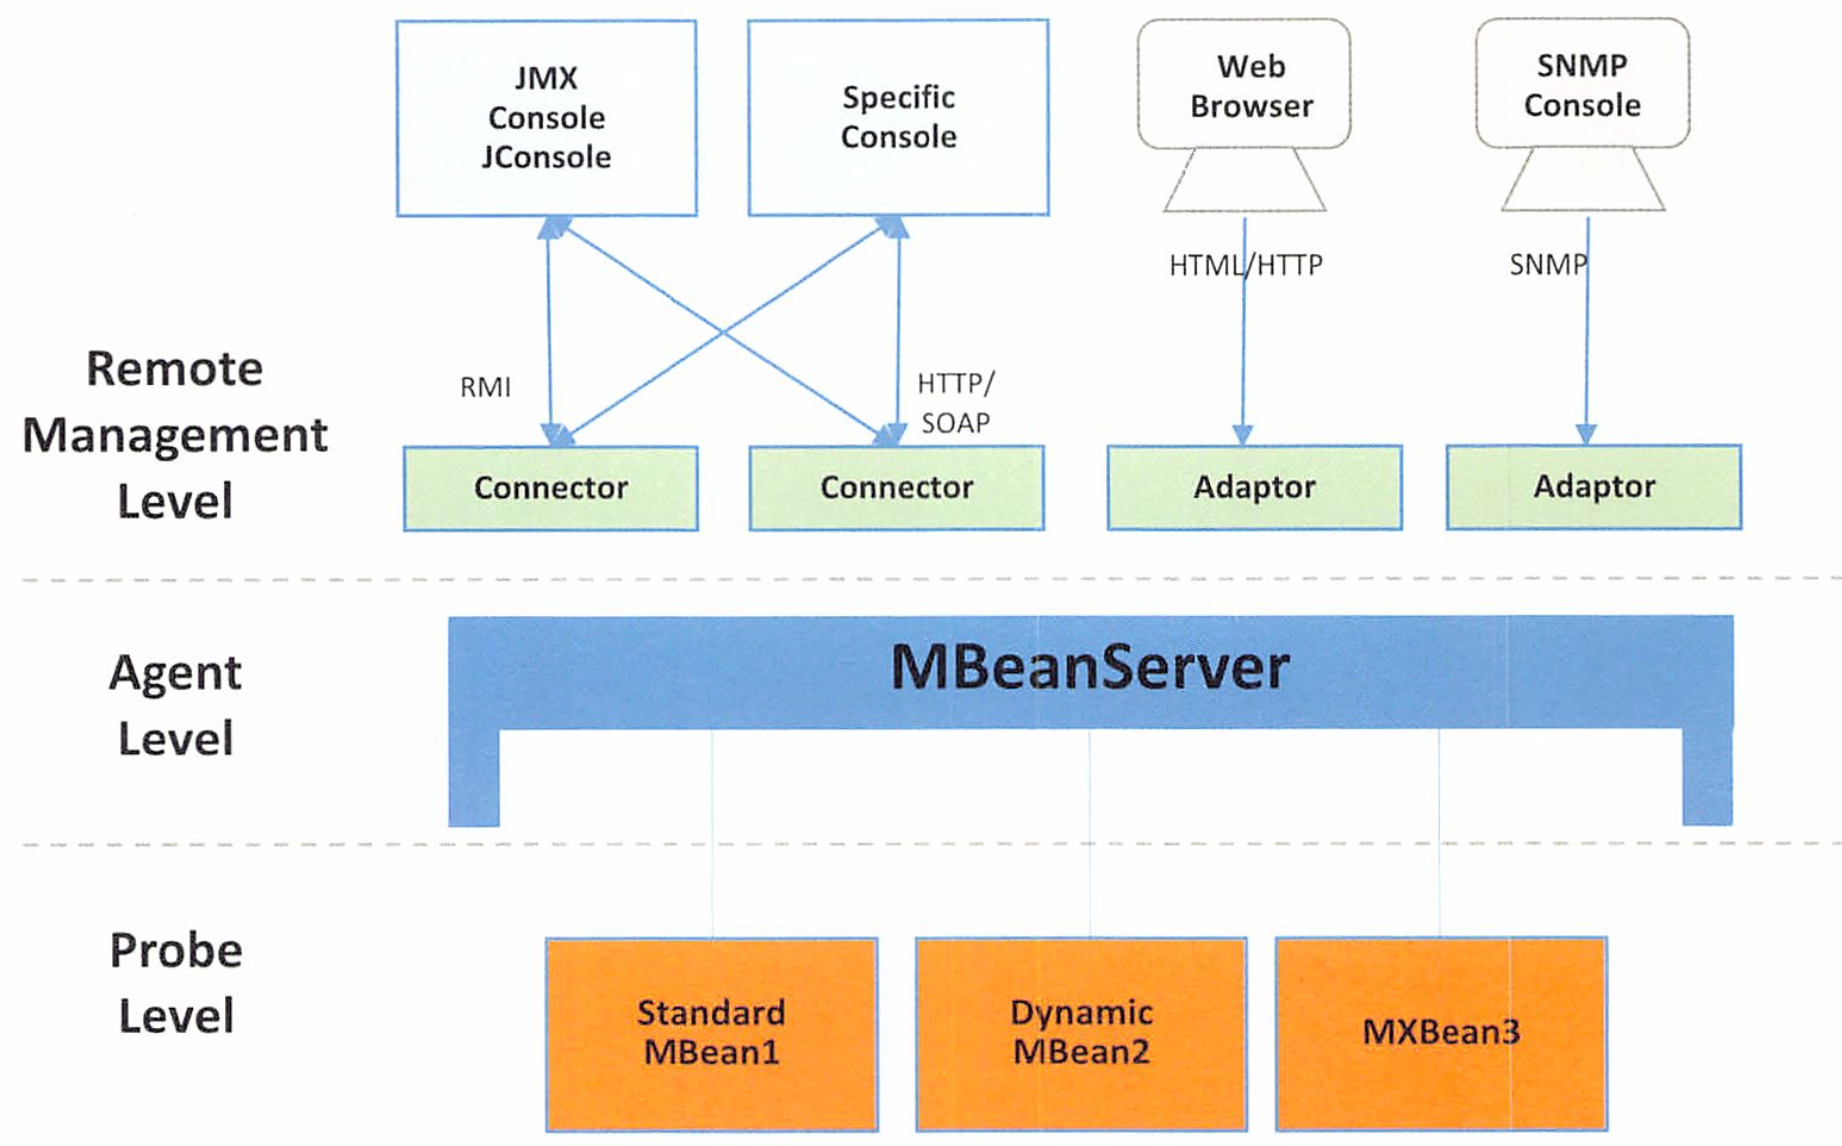 JMX
Console
JConsole
Specific
Console
Web
Browser
SNMP
Console
HTML/HTTP
SNMP
Remote
Management
Level
RMI
HTTP/
SOAP
Connector
Connector
Adaptor
Adaptor
Agent
Level
MBeanServer
Probe
Level
Standard
MBean1
Dynamic
MBean2
MXBean3